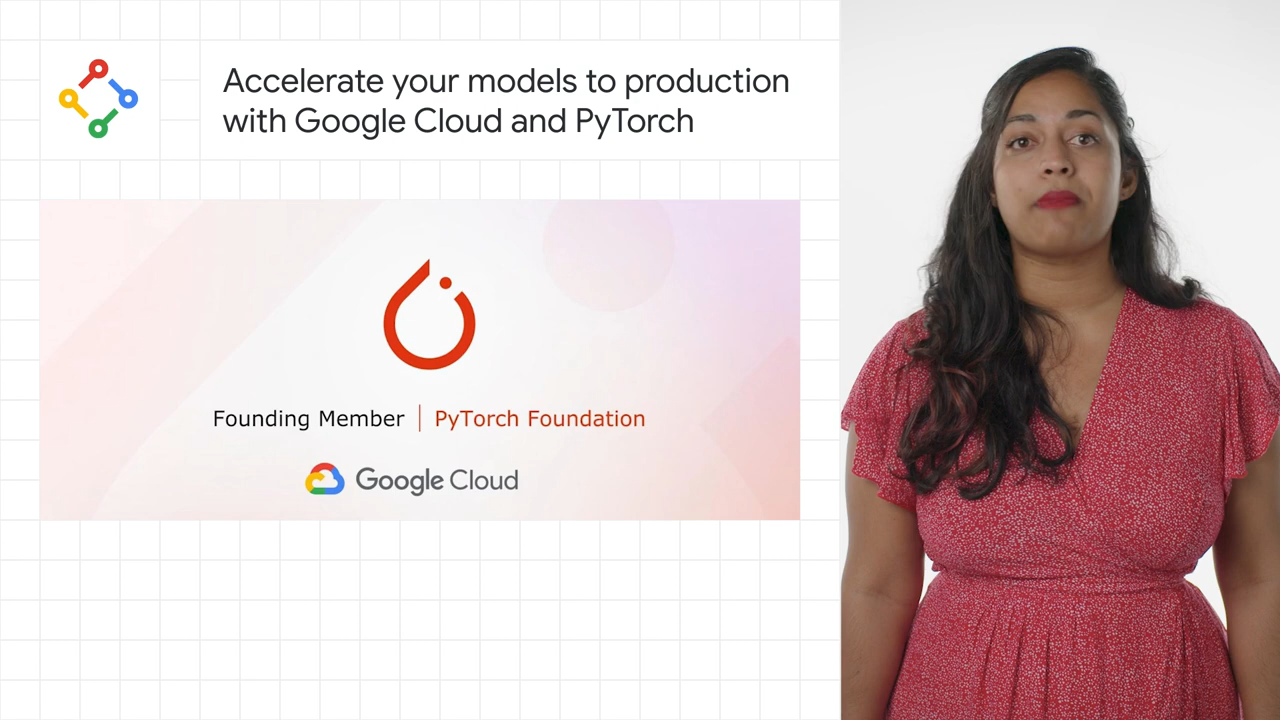 Accelerate your models to production
with Google Cloud and PyTorch
Founding Member | PyTorch Foundation
Google Cloud